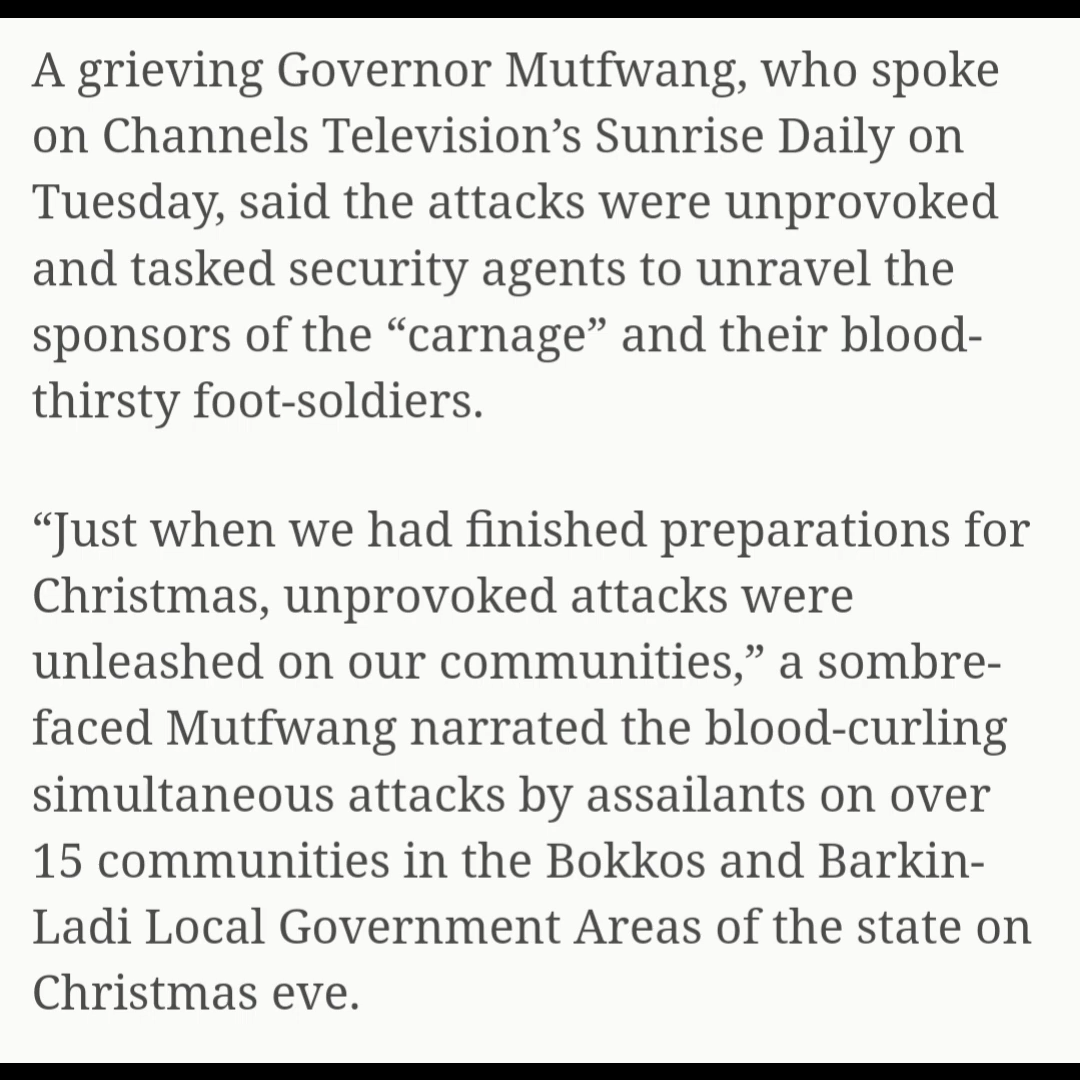 A grieving Governor Mutfwang, who spoke
on Channels Television’s Sunrise Daily on
Tuesday, said the attacks were unprovoked
and tasked security agents to unravel the
sponsors of the “carnage” and their blood-
thirsty foot-soldiers.
“Just when we had finished preparations for
Christmas, unprovoked attacks were
unleashed on our communities,” a sombre-
faced Mutfwang narrated the blood-curling
simultaneous attacks by assailants on over
15 communities in the Bokkos and Barkin-
Ladi Local Government Areas of the state on
Christmas eve.